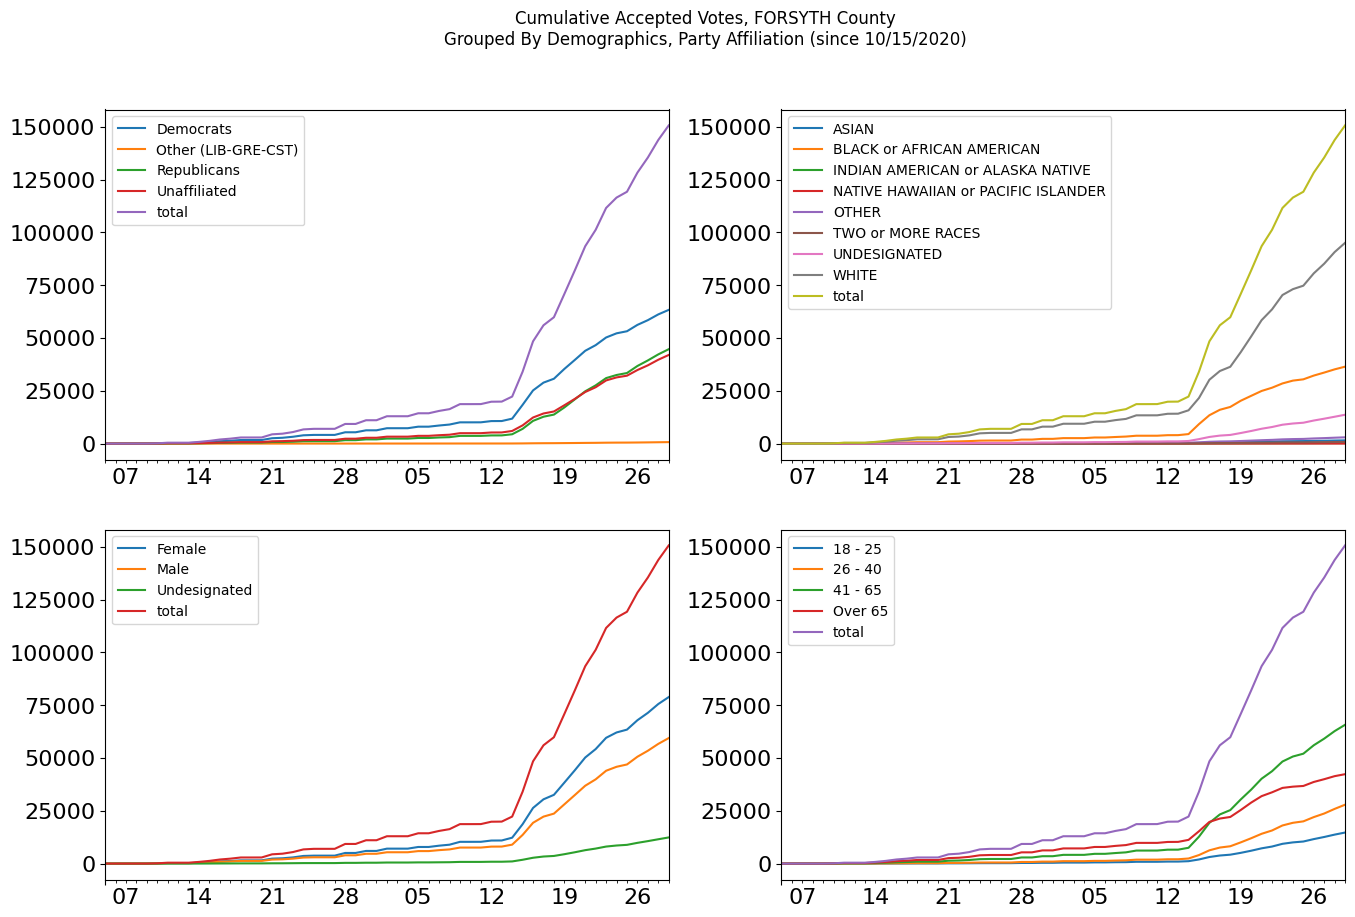 Cumulative Accepted Votes, FORSYTH County
Grouped By Demographics, Party Affiliation (since 10/15/2020)
150000
125000
100000
75000
50000
25000
0
Democrats
Other (LIB-GRE-CST)
Republicans
Unaffiliated
total
07 14 21 28 05 12 19 26
150000
125000
100000
75000
50000
25000
0
ASIAN
BLACK or AFRICAN AMERICAN
INDIAN AMERICAN or ALASKA NATIVE
NATIVE HAWAIIAN or PACIFIC ISLANDER
OTHER
TWO or MORE RACES
UNDESIGNATED
WHITE
total
07 14 21 28 05 12 19 26
150000
125000
100000
75000
50000
25000
0
Female
Male
Undesignated
total
07 14 21 28 05 12 19 26
150000
125000
100000
75000
50000
25000
0
18 - 25
26 - 40
41 - 65
Over 65
total
07 14 21 28 05 12 19 26